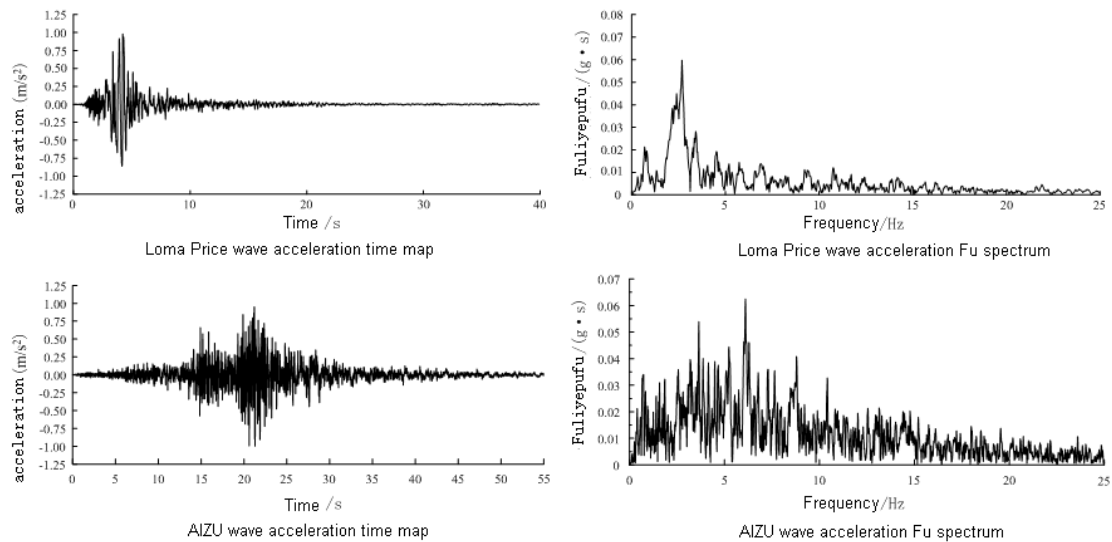 1.25
1.00
0.75
0.50
0.25
0.00
-0.25
-0.50
-0.75
-1.00
-1.25
acceleration (m/s²)
0 10 20 30 40
Time /s
Loma Price wave acceleration time map
0.08
0.07
0.06
0.05
0.04
0.03
0.02
0.01
0
Fuliyepufu/(g • s)
0 5 10 15 20 25
Frequency/Hz
Loma Price wave acceleration Fu spectrum
1.25
1.00
0.75
0.50
0.25
0.00
-0.25
-0.50
-0.75
-1.00
-1.25
acceleration (m/s²)
0 5 10 15 20 25 30 35 40 45 50 55
Time /s
AIZU wave acceleration time map
0.07
0.06
0.05
0.04
0.03
0.02
0.01
0
Fuliyepufu/(g • s)
0 5 10 15 20 25
Frequency/Hz
AIZU wave acceleration Fu spectrum